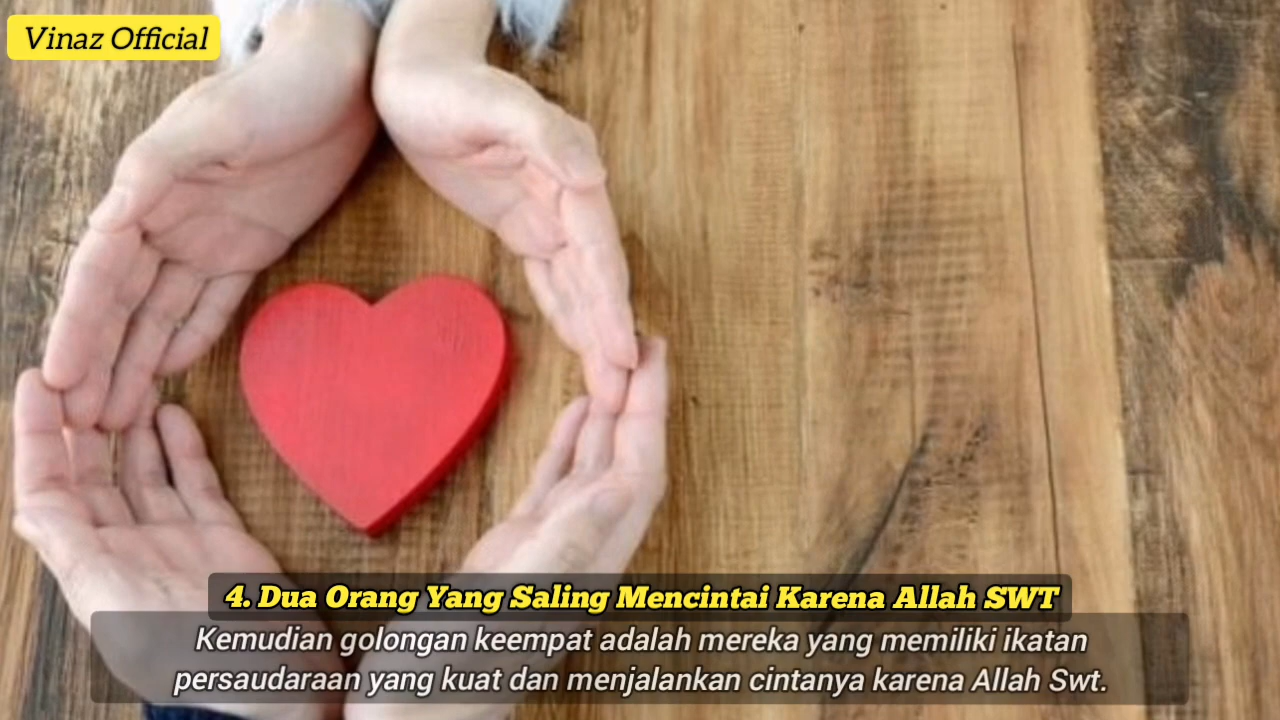 Vinaz Official
4. Dua Orang Yang Saling Mencintai Karena Allah SWT
Kemudian golongan keempat adalah mereka yang memiliki ikatan
persaudaraan yang kuat dan menjalankan cintanya karena Allah Swt.